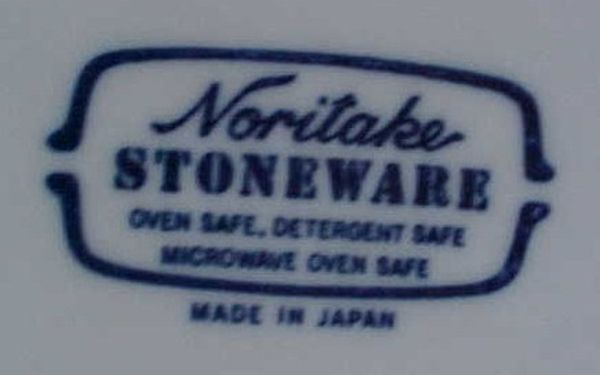 Noritake
STONEWARE
OVEN SAFE, DETERGENT SAFE
MICROWAVE OVEN SAFE
MADE IN JAPAN